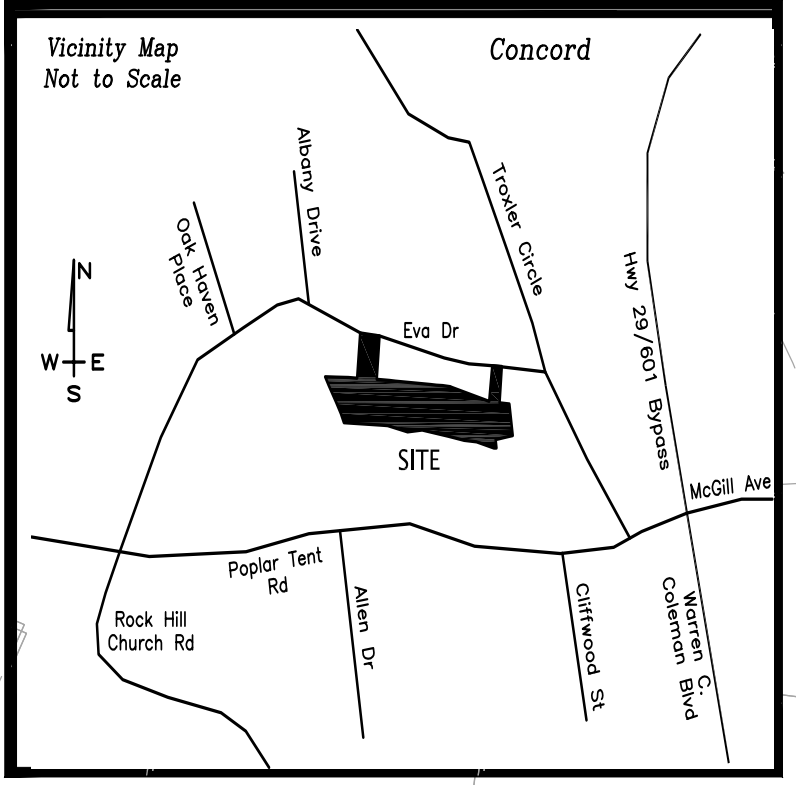 Vicinity Map
Not to Scale
Concord
Albany Drive
Troxler Circle
Oak Haven
Place
N
Hwy 29/601 Bypass
Eva Dr
W E
S
SITE
McGill Ave
Poplar Tent
Rd
Allen Dr
Cliffwood St
Warren C.
Coleman Blvd
Rock Hill
Church Rd